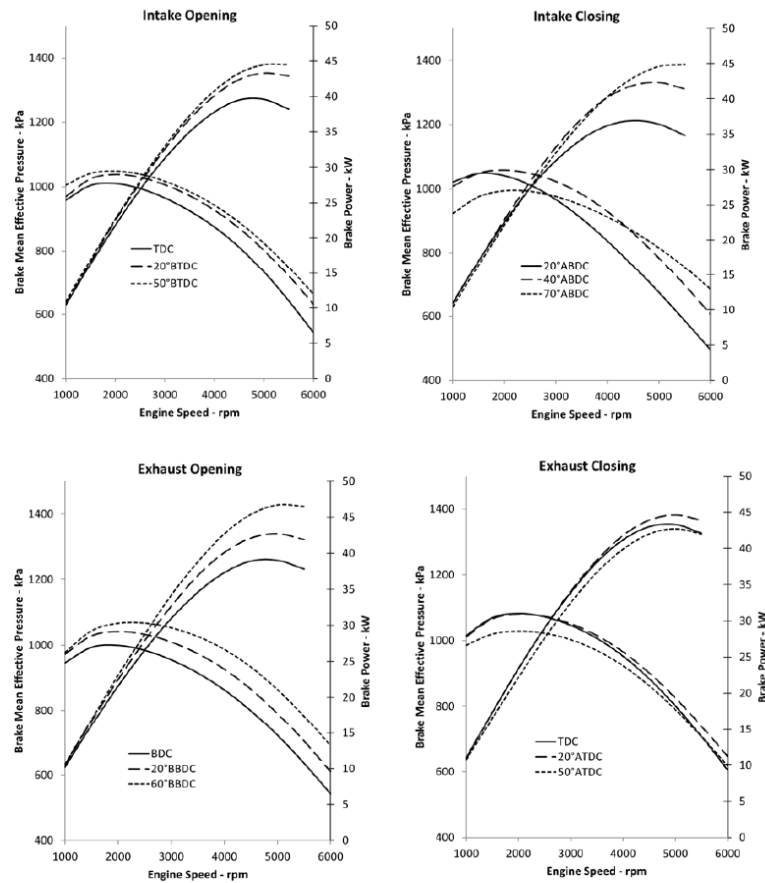 Intake Opening
Brake Mean Effective Pressure - kPa
1400
1200
1000
800
600
400
50
45
40
35
30
25
20
15
10
5
0
Brake Power - kW
TDC
20°BTDC
50°BTDC
1000 2000 3000 4000 5000 6000
Engine Speed - rpm
Intake Closing
Brake Mean Effective Pressure - kPa
1400
1200
1000
800
600
400
50
45
40
35
30
25
20
15
10
5
0
Brake Power - kW
20°ABDC
40°ABDC
70°ABDC
1000 2000 3000 4000 5000 6000
Engine Speed - rpm
Exhaust Opening
Brake Mean Effective Pressure - kPa
1400
1200
1000
800
600
400
50
45
40
35
30
25
20
15
10
5
0
Brake Power - kW
BDC
20°BBDC
60°BBDC
1000 2000 3000 4000 5000 6000
Engine Speed - rpm
Exhaust Closing
Brake Mean Effective Pressure - kPa
1400
1200
1000
800
600
400
50
45
40
35
30
25
20
15
10
5
0
Brake Power - kW
TDC
20°ATDC
50°ATDC
1000 2000 3000 4000 5000 6000
Engine Speed - rpm